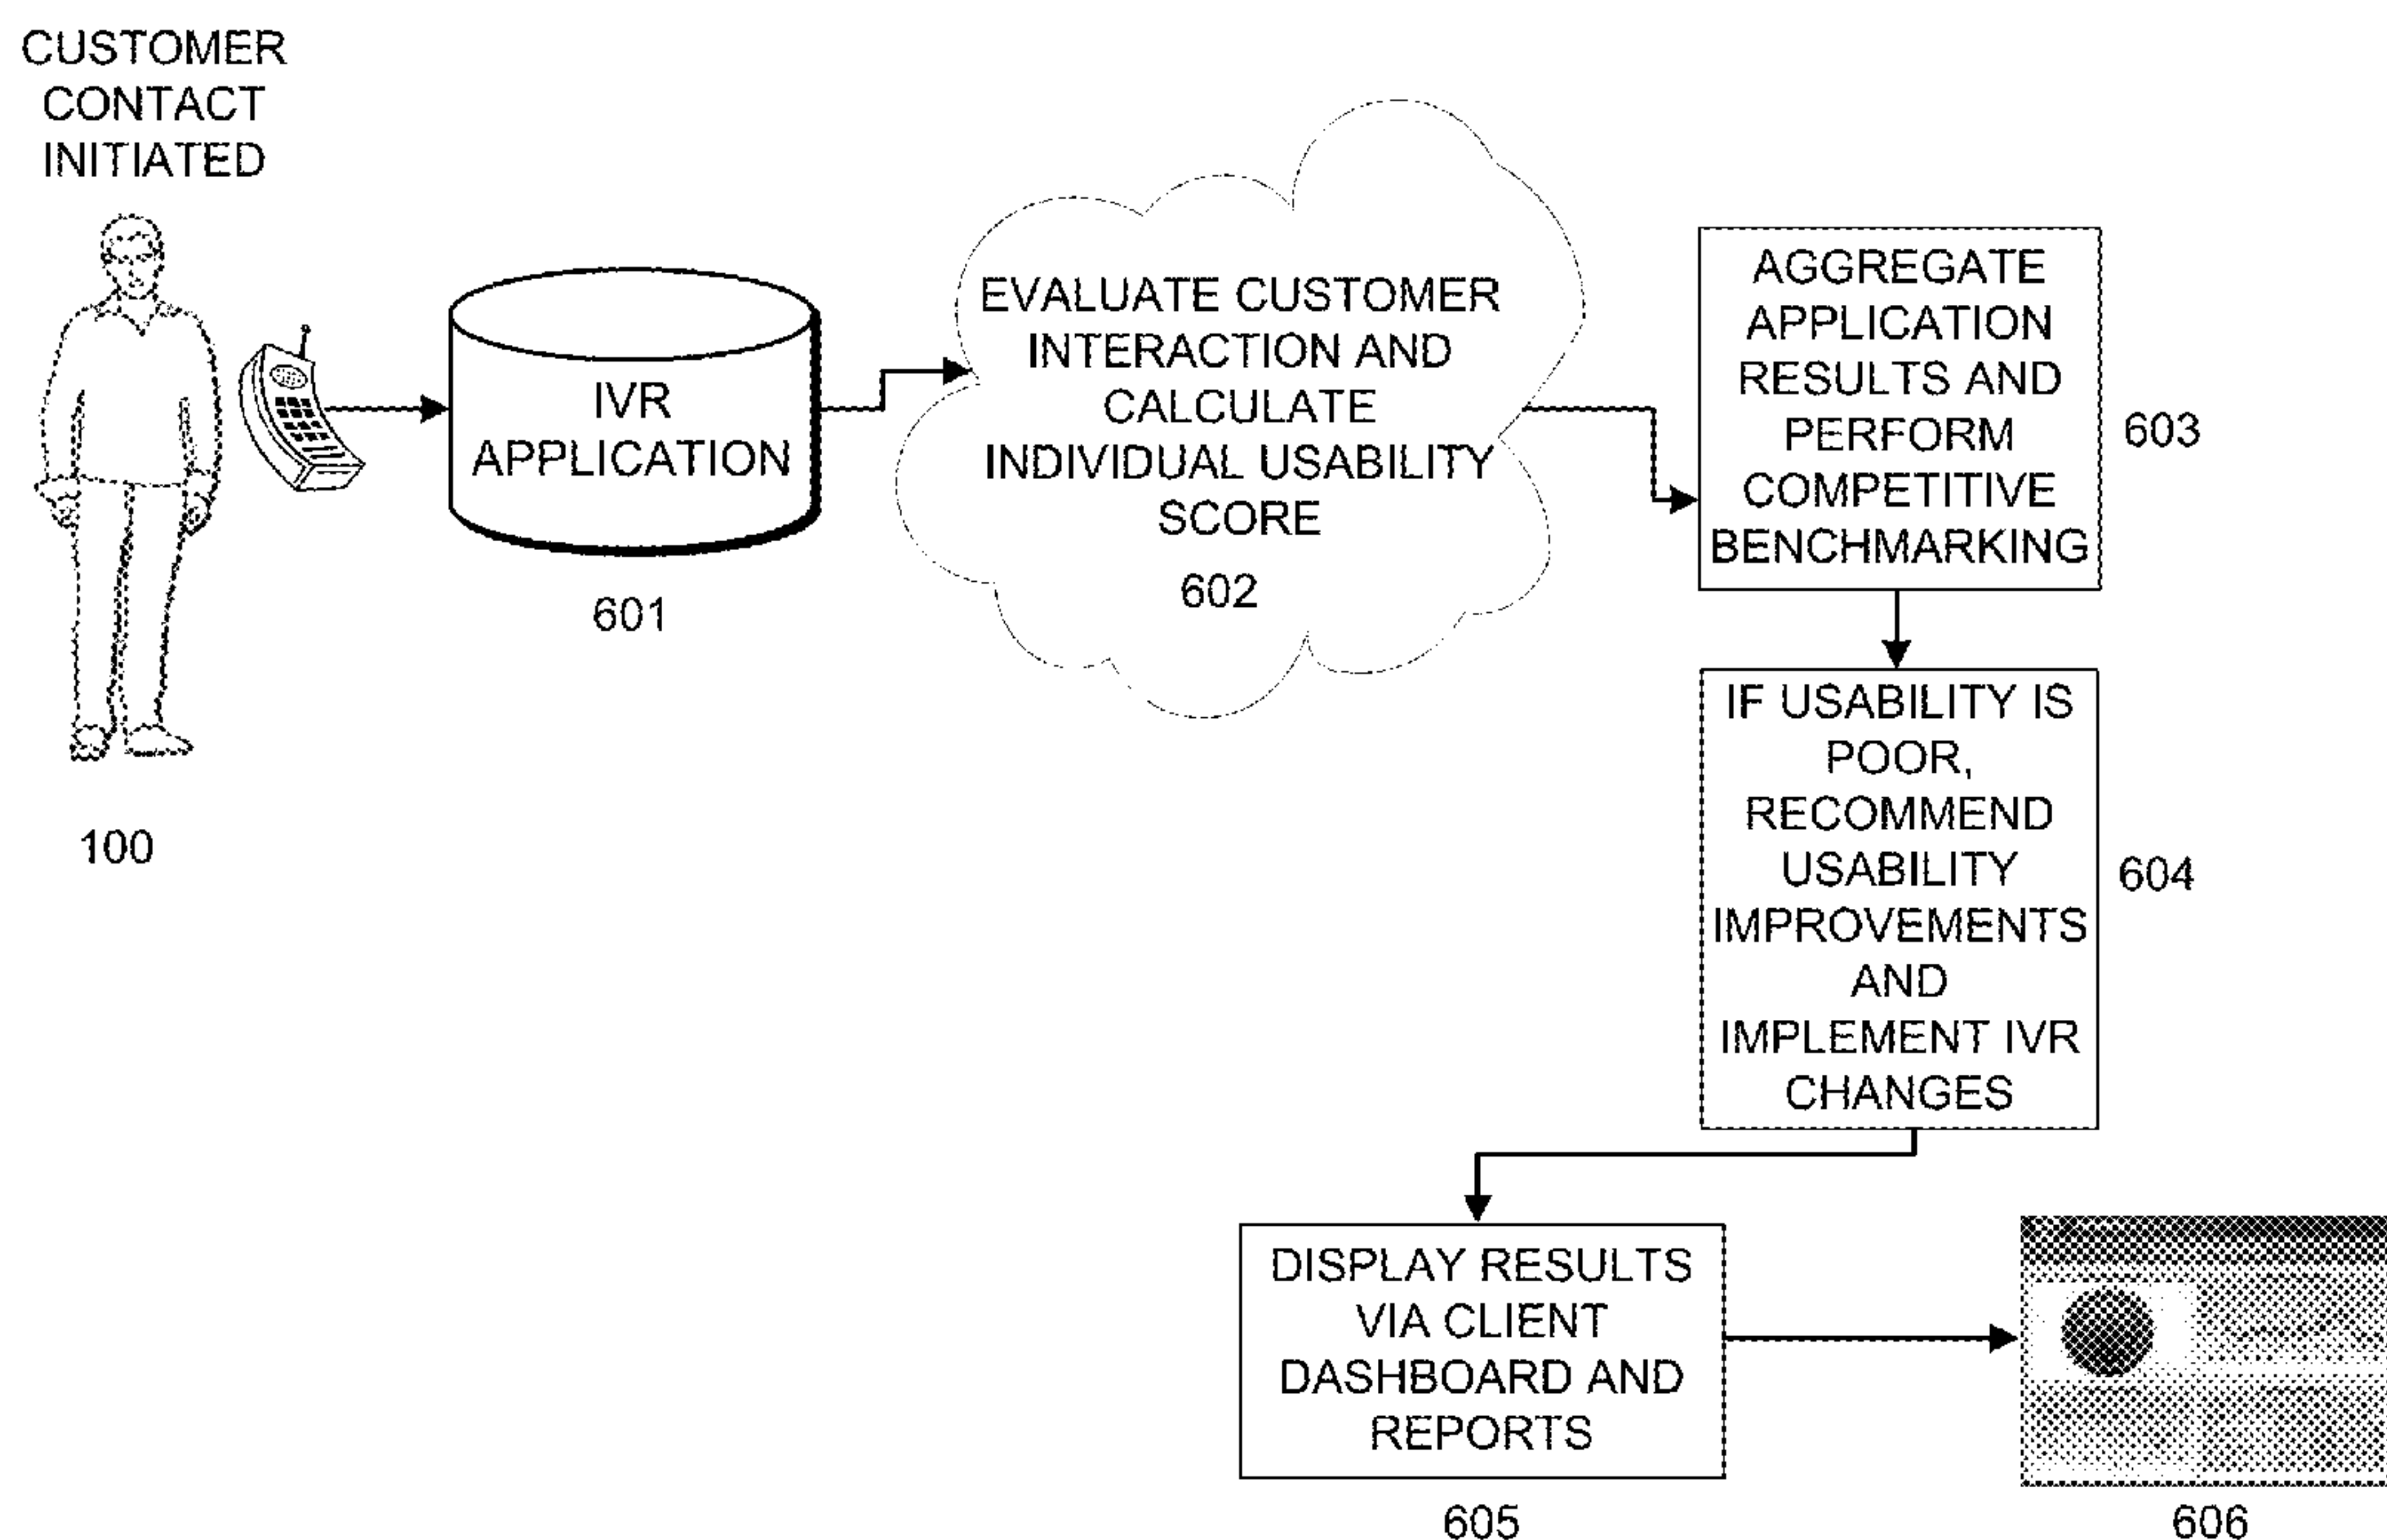 CUSTOMER
CONTACT
INITIATED
100
IVR
APPLICATION
601
EVALUATE CUSTOMER
INTERACTION AND
CALCULATE
INDIVIDUAL USABILITY
SCORE
602
AGGREGATE
APPLICATION
RESULTS AND
PERFORM
COMPETITIVE
BENCHMARKING
603
IF USABILITY IS
POOR,
RECOMMEND
USABILITY
IMPROVEMENTS
AND
IMPLEMENT IVR
CHANGES
604
DISPLAY RESULTS
VIA CLIENT
DASHBOARD AND
REPORTS
605
606